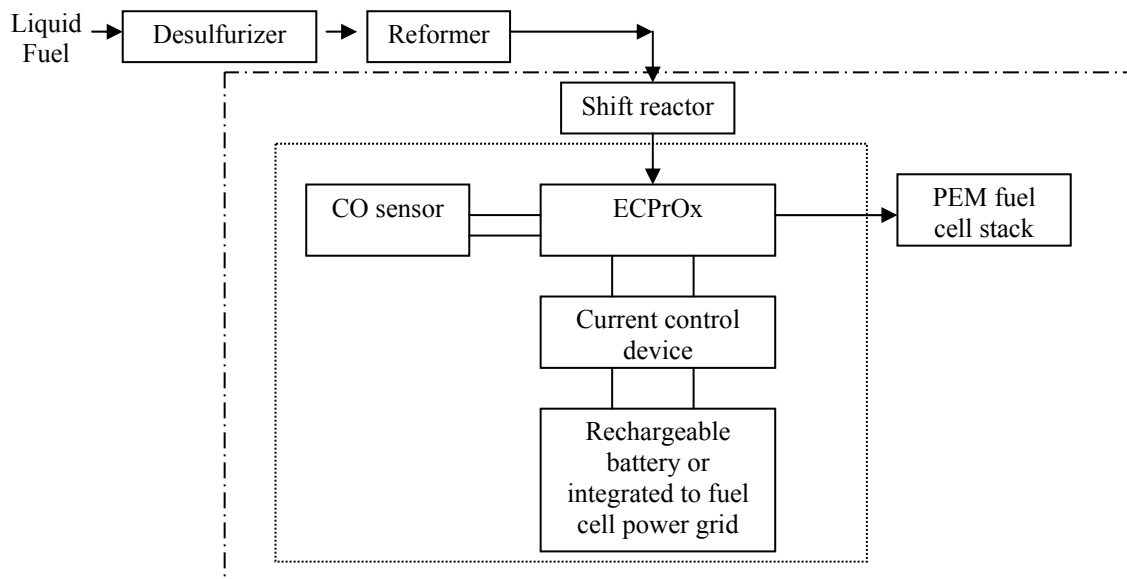 Liquid
Fuel
Desulfurizer
Reformer
Shift reactor
CO sensor
ECPrOx
PEM fuel
cell stack
Current control
device
Rechargeable
battery or
integrated to fuel
cell power grid